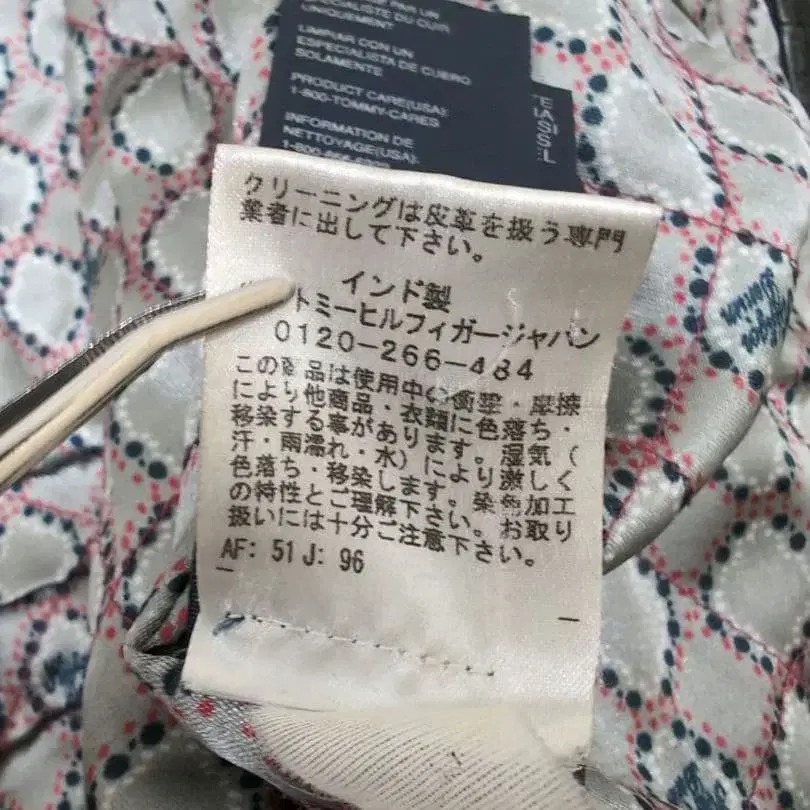 SPECIALISTE DU CUIR
UNIQUEMENT.
LIMPIAR CON UN
ESPECIALISTA DE CUERO
SOLAMENTE
PRODUCT CARE(USA):
1-800-TOMMY-CARES
INFORMATION DE
NETTOYAGE(USA):
クリーニングは皮革を扱う専門
業者に出して下さい。
インド製
トミーヒルフィガージャパン
0120-266-484
この商品は使用中の衝撃・摩擦
により他商品・衣類に色落ち・
移染する事があります。湿気(
汗・雨濡れ・水)により激しく
色落ち・移染します。染色加工
の特性とご理解下さい。お取り
扱いには十分ご注意下さい。
AF: 51 J: 96